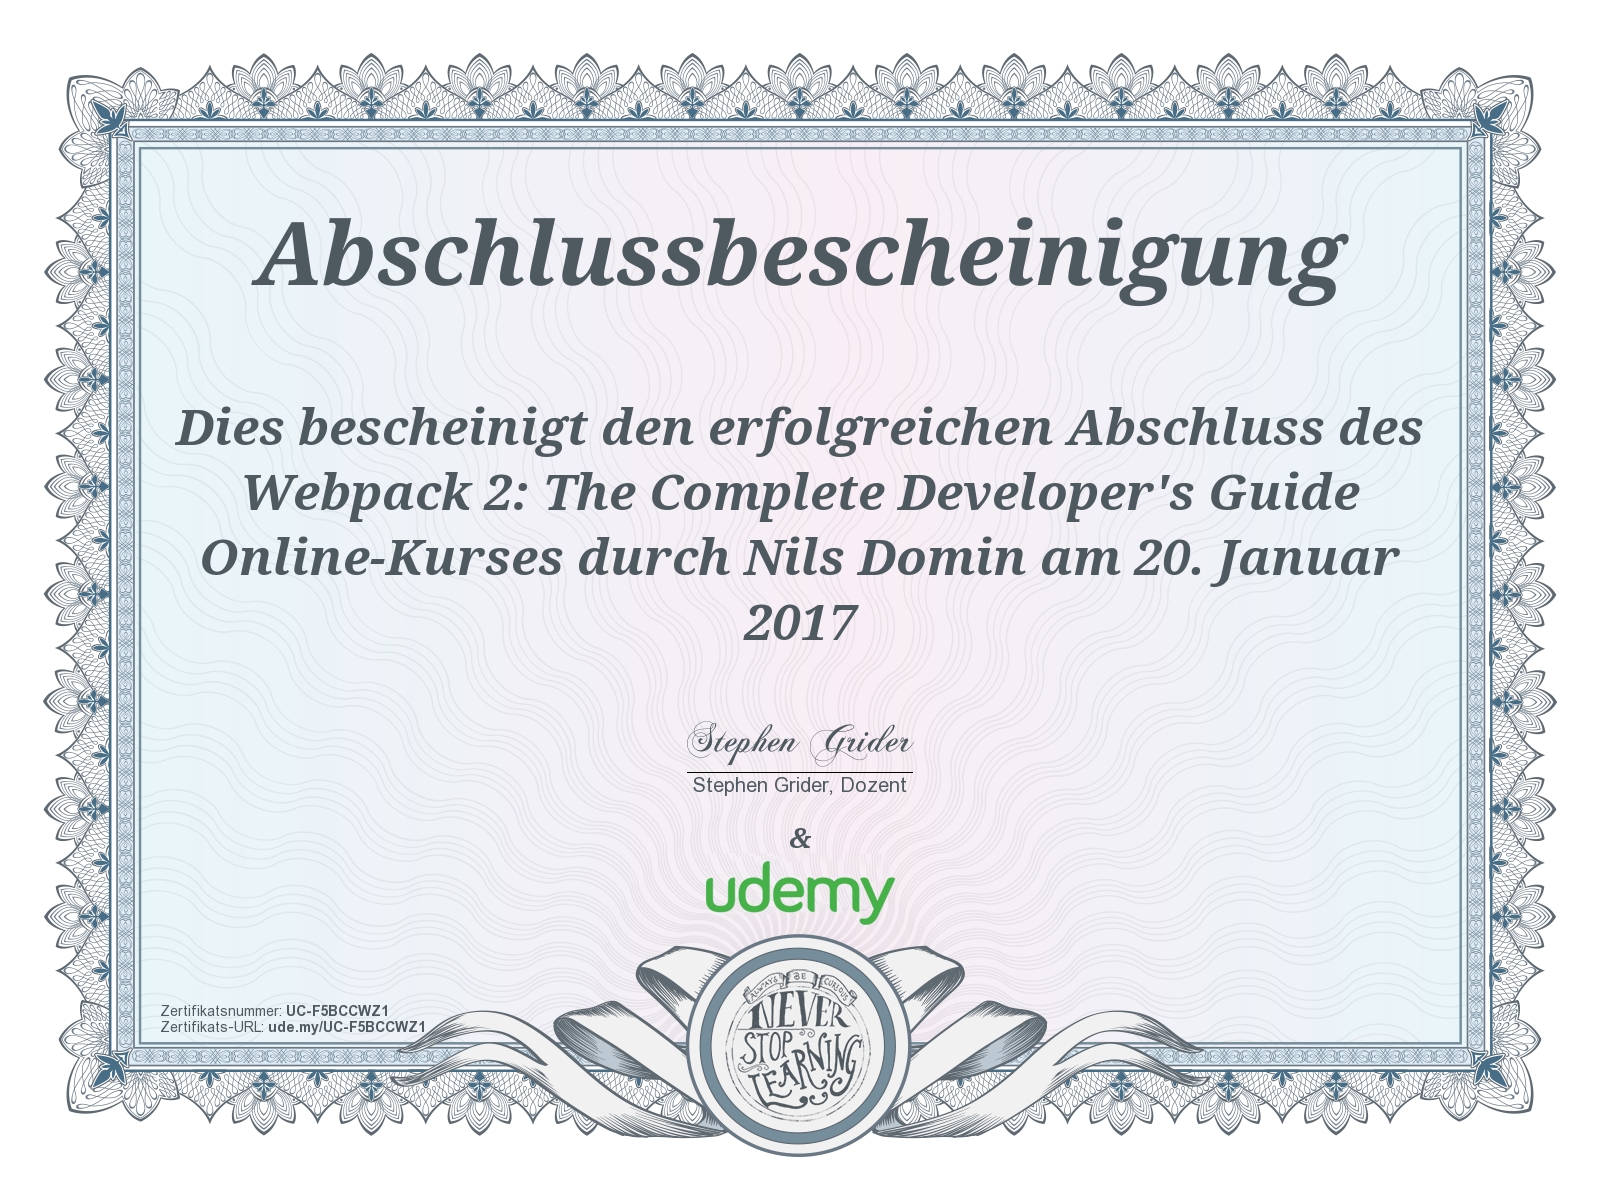 Abschlussbescheinigung
Dies bescheinigt den erfolgreichen Abschluss des
Webpack 2: The Complete Developer's Guide
Online-Kurses durch Nils Domin am 20. Januar
2017
Stephen Grider
Stephen Grider, Dozent
&
udemy
Zertifikatsnummer: UC-F5BCCWZ1
Zertifikats-URL: ude.my/UC-F5BCCWZ1
ALWAYS BE CURIOUS
NEVER
STOP
LEARNING